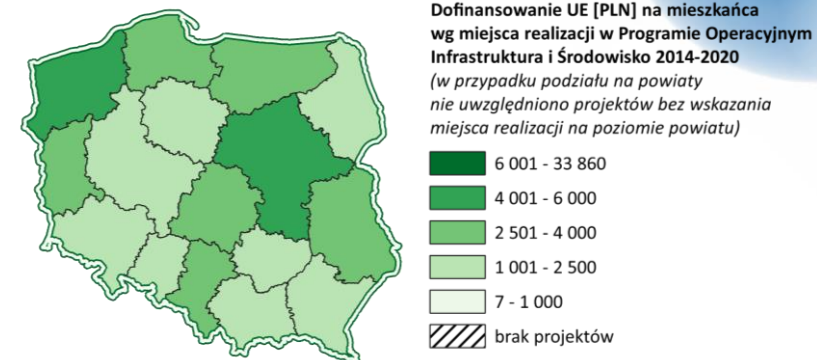 Dofinansowanie UE [PLN] na mieszkańca
wg miejsca realizacji w Programie Operacyjnym
Infrastruktura i Środowisko 2014-2020
(w przypadku podziału na powiaty
nie uwzględniono projektów bez wskazania
miejsca realizacji na poziomie powiatu)
6 001 - 33 860
4 001 - 6 000
2 501 - 4 000
1 001 - 2 500
7 - 1 000
brak projektów